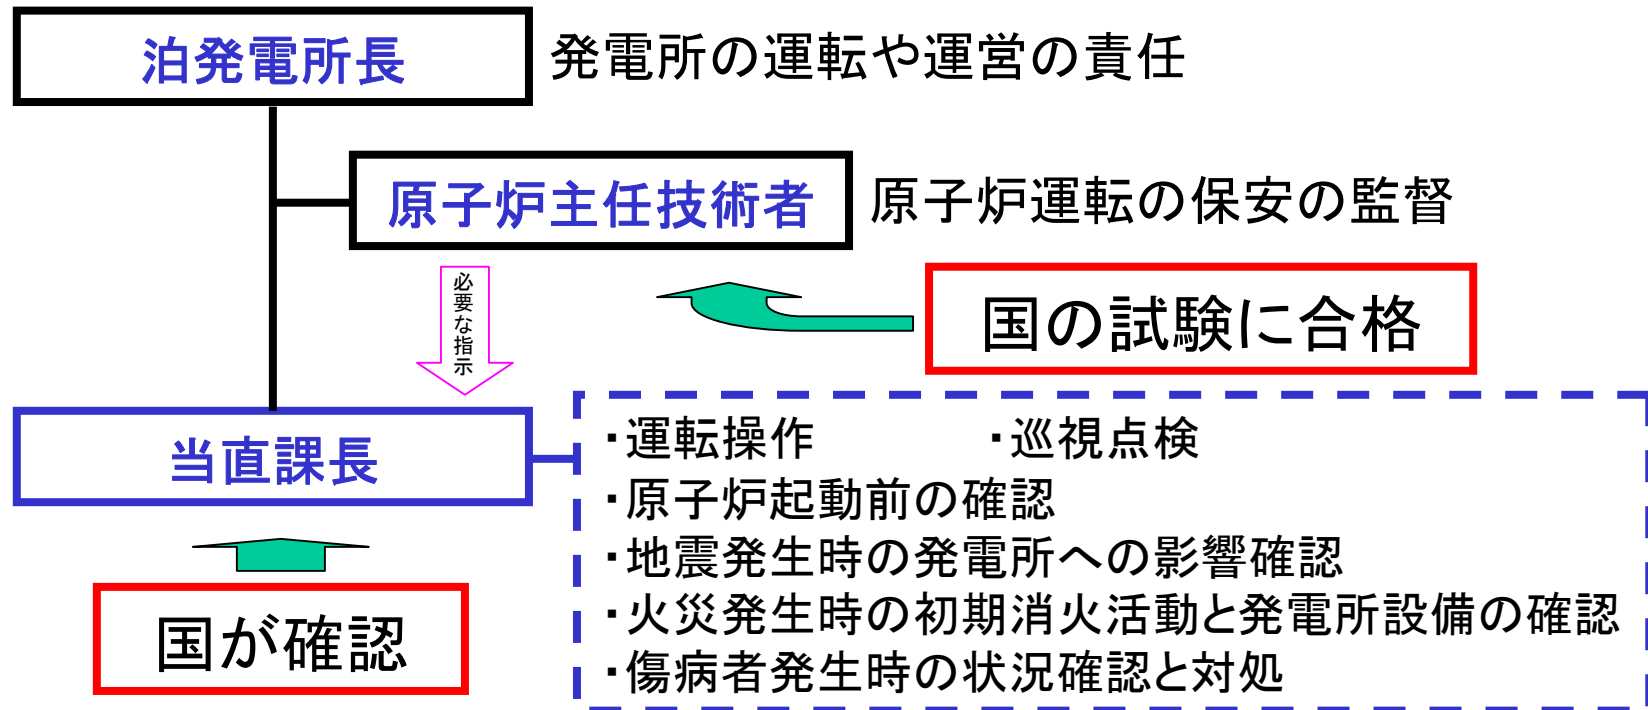 泊発電所長
発電所の運転や運営の責任
原子炉主任技術者
原子炉運転の保安の監督
必要な指示
国の試験に合格
当直課長
・運転操作 ・巡視点検
・原子炉起動前の確認
・地震発生時の発電所への影響確認
・火災発生時の初期消火活動と発電所設備の確認
・傷病者発生時の状況確認と対処
国が確認